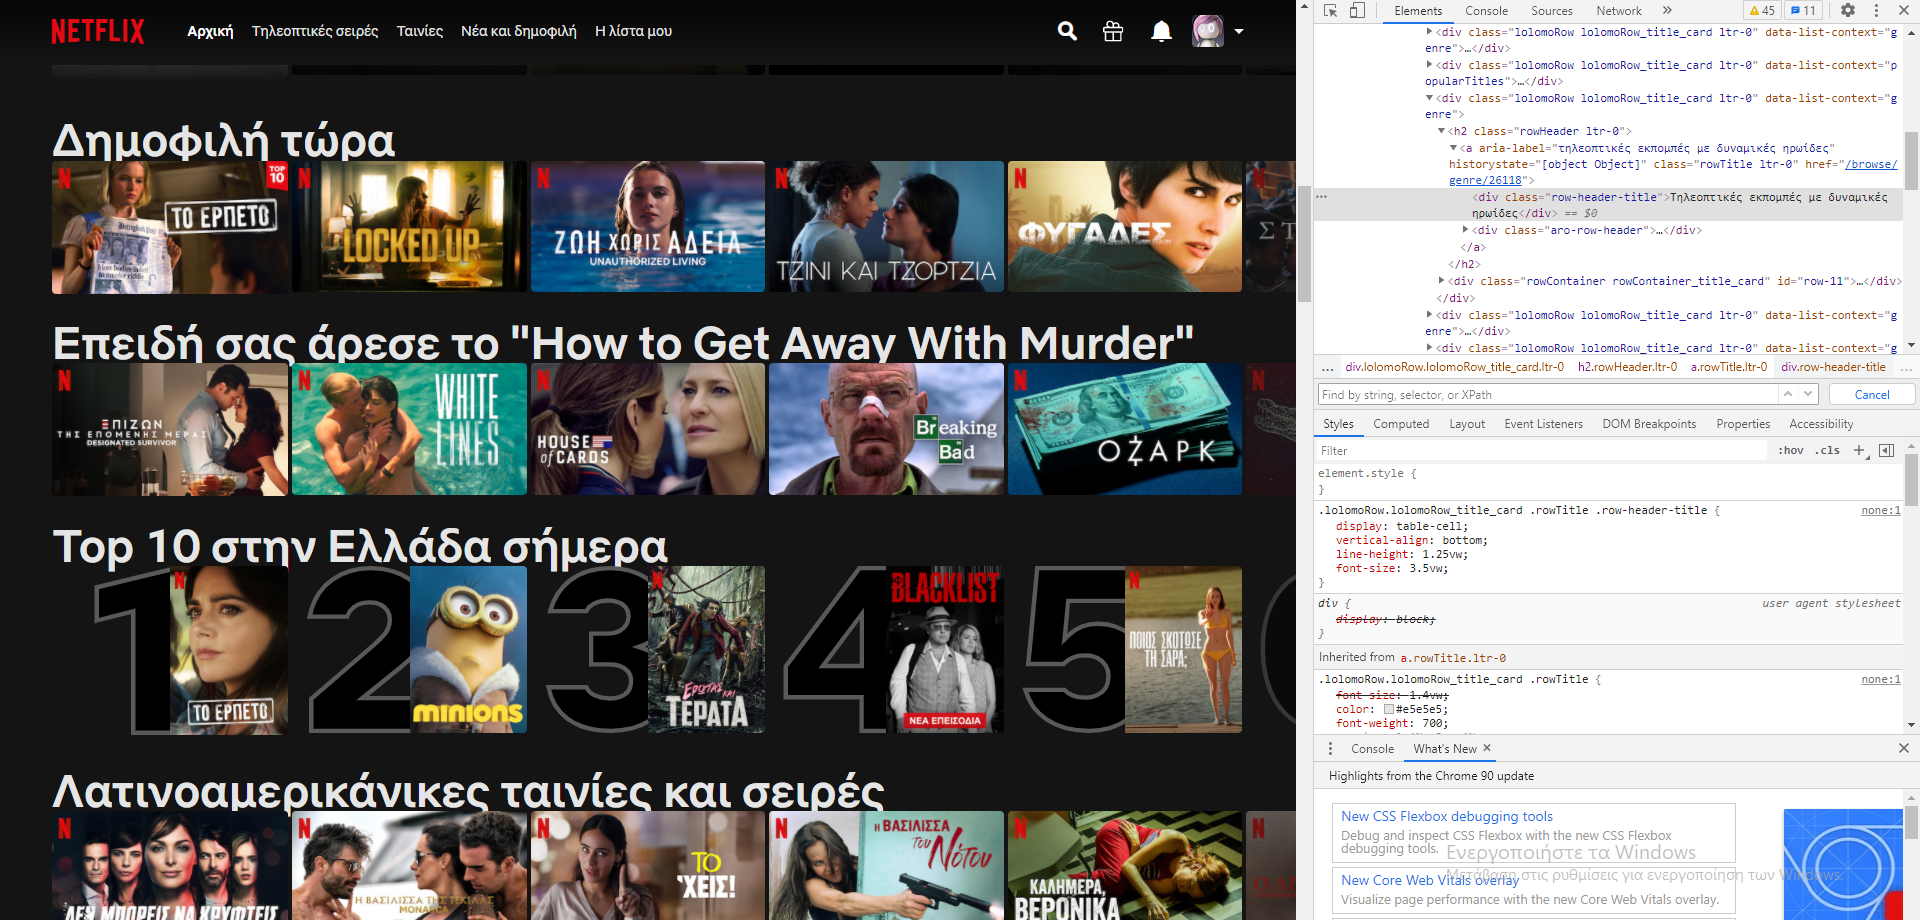 NETFLIX
Αρχική
Τηλεοπτικές σειρές
Ταινίες
Νέα και δημοφιλή
Η λίστα μου
Δημοφιλή τώρα
TOP 10
ΤΟ ΕΡΠΕΤΟ
LOCKED UP
ΖΩΗ ΧΩΡΙΣ ΑΔΕΙΑ
UNAUTHORIZED LIVING
ΤΖΙΝΙ ΚΑΙ ΤΖΟΡΤΖΙΑ
ΦΥΓΑΔΕΣ
Επειδή σας άρεσε το "How to Get Away With Murder"
ΕΠΙΖΩΝ
ΤΗΣ ΕΠΟΜΕΝΗΣ ΜΕΡΑΣ
DESIGNATED SURVIVOR
WHITE LINES
HOUSE of CARDS
Breaking Bad
ΟΖΑΡΚ
Top 10 στην Ελλάδα σήμερα
1
ΤΟ ΕΡΠΕΤΟ
2
minions
3
ΕΡΩΤΑΣ ΚΑΙ ΤΕΡΑΤΑ
4
BLACKLIST
ΝΕΑ ΕΠΕΙΣΟΔΙΑ
5
ΠΟΙΟΣ ΣΚΟΤΩΣΕ ΤΗ ΣΑΡΑ;
Λατινοαμερικάνικες ταινίες και σειρές
ΔΕΝ ΜΠΟΡΕΙΣ ΝΑ ΚΡΥΦΤΕΙΣ
Η ΒΑΣΙΛΙΣΣΑ ΤΗΣ ΤΕΚΙΛΑΣ
MONARCA
ΤΟ 'ΧΕΙΣ!
Η ΒΑΣΙΛΙΣΣΑ ΤΟΥ Νότου
ΚΑΛΗΜΕΡΑ, ΒΕΡΟΝΙΚΑ
Elements
Console
Sources
Network
45
11
<div class="lolomoRow lolomoRow_title_card ltr-0" data-list-context="g
enre">…</div>
<div class="lolomoRow lolomoRow_title_card ltr-0" data-list-context="p
opularTitles">…</div>
<div class="lolomoRow lolomoRow_title_card ltr-0" data-list-context="g
enre">
<h2 class="rowHeader ltr-0">
<a aria-label="τηλεοπτικές εκπομπές με δυναμικές ηρωίδες"
historystate="[object Object]" class="rowTitle ltr-0" href="/browse/
genre/26118">
<div class="row-header-title">Τηλεοπτικές εκπομπές με δυναμικές
ηρωίδες</div> == $0
<div class="aro-row-header">…</div>
</a>
</h2>
<div class="rowContainer rowContainer_title_card" id="row-11">…</div>
</div>
<div class="lolomoRow lolomoRow_title_card ltr-0" data-list-context="g
enre">…</div>
<div class="lolomoRow lolomoRow_title_card ltr-0" data-list-context="g
… div.lolomoRow.lolomoRow_title_card.ltr-0 h2.rowHeader.ltr-0 a.rowTitle.ltr-0 div.row-header-title …
Find by string, selector, or XPath
Cancel
Styles
Computed
Layout
Event Listeners
DOM Breakpoints
Properties
Accessibility
Filter
:hov .cls
element.style {
}
.lolomoRow.lolomoRow_title_card .rowTitle .row-header-title {
none:1
display: table-cell;
vertical-align: bottom;
line-height: 1.25vw;
font-size: 3.5vw;
}
div {
user agent stylesheet
display: block;
}
Inherited from a.rowTitle.ltr-0
.lolomoRow.lolomoRow_title_card .rowTitle {
none:1
font-size: 1.4vw;
color: #e5e5e5;
font-weight: 700;
Console
What's New
Highlights from the Chrome 90 update
New CSS Flexbox debugging tools
Debug and inspect CSS Flexbox with the new CSS Flexbox
debugging tools.
Ενεργοποιήστε τα Windows
Μετάβαση στις ρυθμίσεις για ενεργοποίηση των Windows.
New Core Web Vitals overlay
Visualize page performance with the new Core Web Vitals overlay.